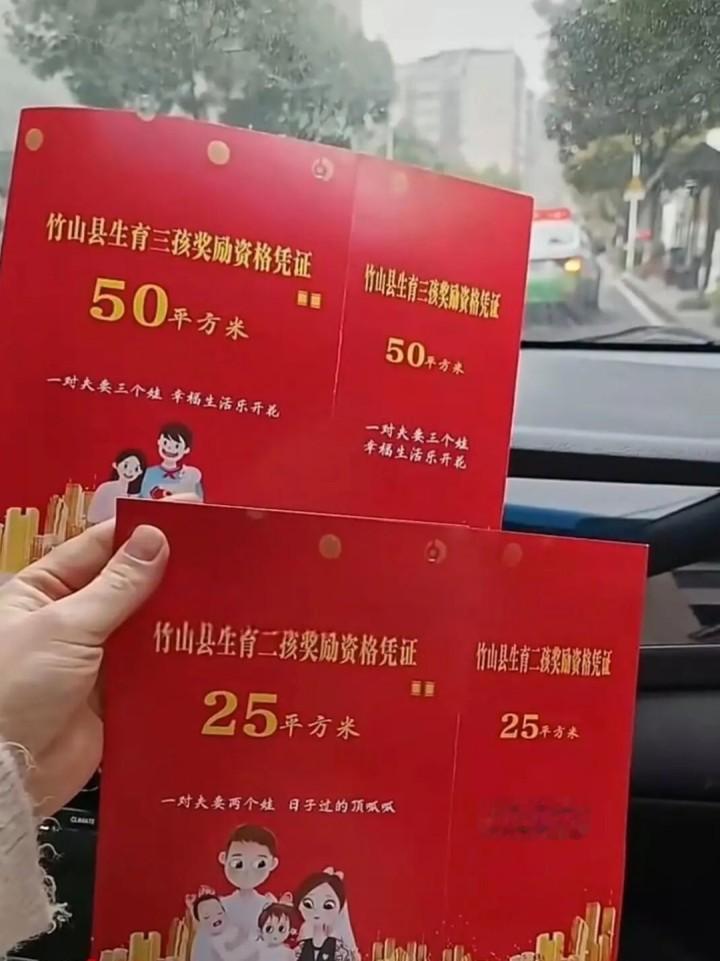 竹山县生育三孩奖励资格凭证
50平方米
一对夫妻三个娃 幸福生活乐开花
竹山县生育三孩奖励资格凭证
50平方米
一对夫妻三个娃
幸福生活乐开花
竹山县生育二孩奖励资格凭证
25平方米
一对夫妻两个娃 日子过的顶呱呱
竹山县生育二孩奖励资格凭证
25平方米
CLIMATE